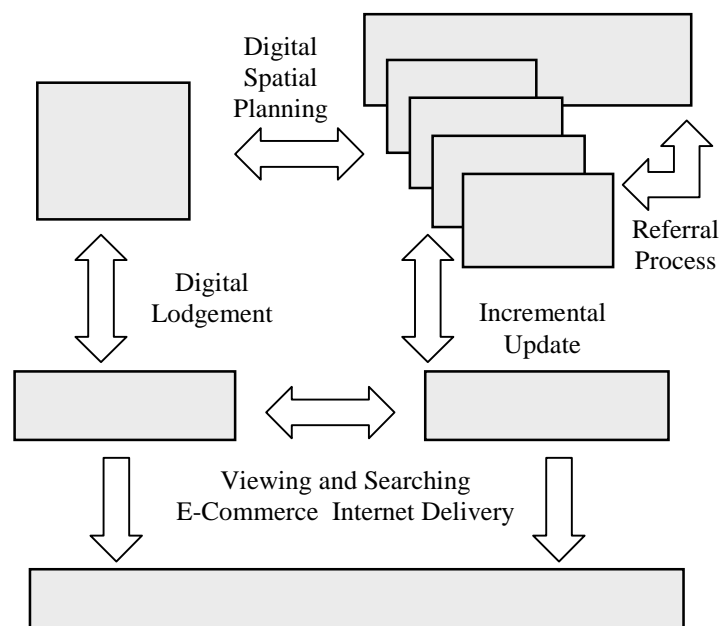 Digital
Spatial
Planning
Referral
Process
Digital
Lodgement
Incremental
Update
Viewing and Searching
E-Commerce Internet Delivery